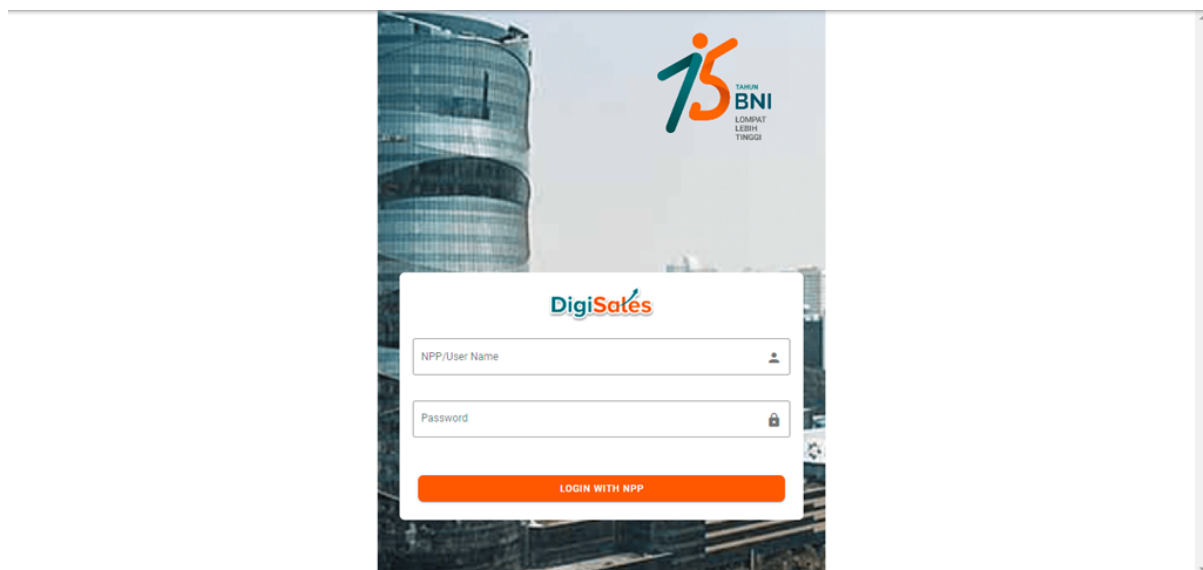 75
TAHUN
BNI
LOMPAT
LEBIH
TINGGI
DigiSales
NPP/User Name
Password
LOGIN WITH NPP